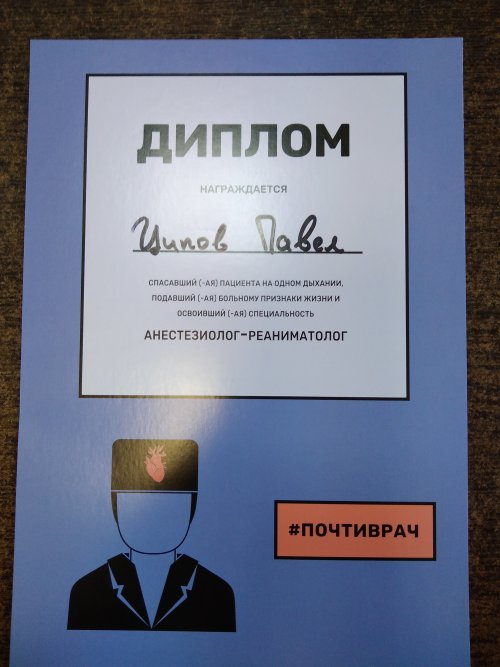 ДИПЛОМ
НАГРАЖДАЕТСЯ
Ципов Павел
СПАСАВШИЙ (-АЯ) ПАЦИЕНТА НА ОДНОМ ДЫХАНИИ,
ПОДАВШИЙ (-АЯ) БОЛЬНОМУ ПРИЗНАКИ ЖИЗНИ И
ОСВОИВШИЙ (-АЯ) СПЕЦИАЛЬНОСТЬ
АНЕСТЕЗИОЛОГ-РЕАНИМАТОЛОГ
#ПОЧТИВРАЧ